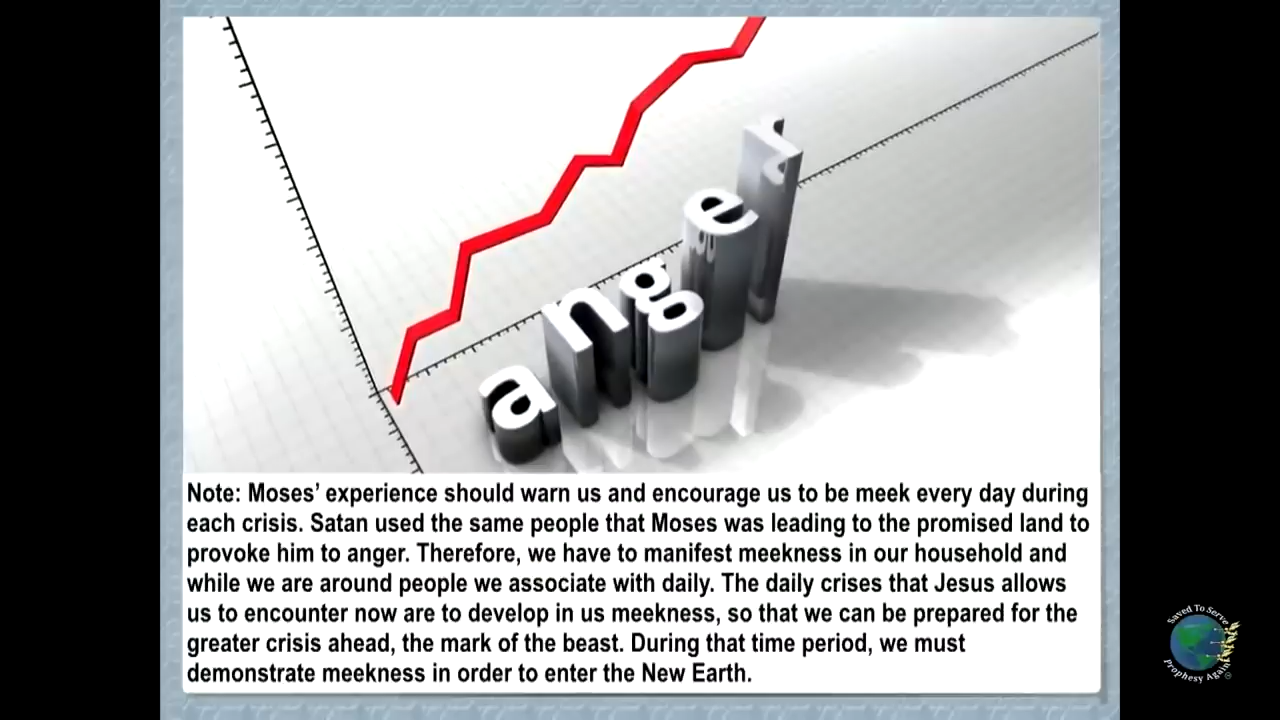 anger
Note: Moses’ experience should warn us and encourage us to be meek every day during
each crisis. Satan used the same people that Moses was leading to the promised land to
provoke him to anger. Therefore, we have to manifest meekness in our household and
while we are around people we associate with daily. The daily crises that Jesus allows
us to encounter now are to develop in us meekness, so that we can be prepared for the
greater crisis ahead, the mark of the beast. During that time period, we must
demonstrate meekness in order to enter the New Earth.
Saved To Serve
Prophesy Again